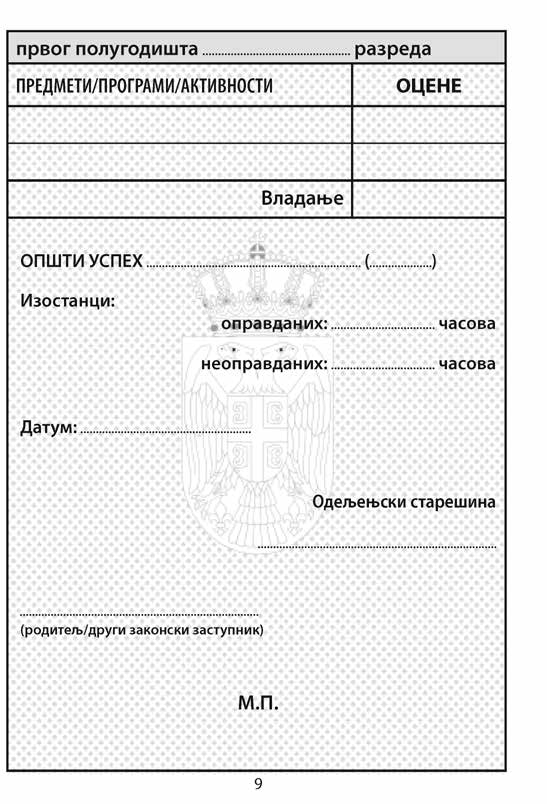 првог полугодишта ........................................ разреда
ПРЕДМЕТИ/ПРОГРАМИ/АКТИВНОСТИ ОЦЕНЕ
Владање
ОПШТИ УСПЕХ .......................................................... (.................)
Изостанци:
оправданих: ............................ часова
неоправданих: ............................ часова
Датум: ..............................................
Одељењски старешина
................................................................
................................................................
(родитељ/други законски заступник)
М.П.
9